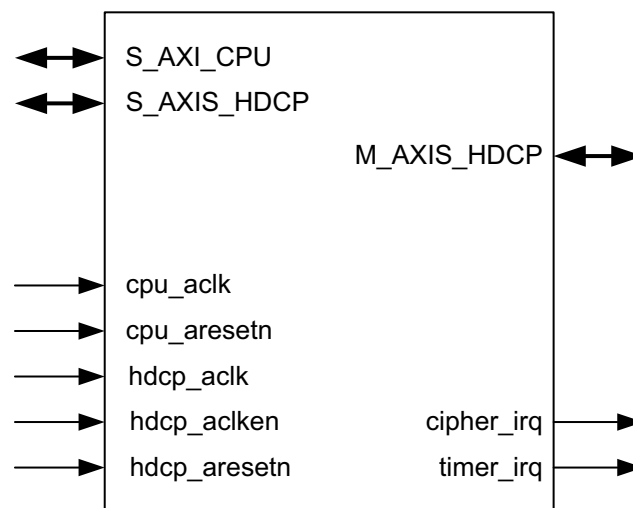 S_AXI_CPU
S_AXIS_HDCP
M_AXIS_HDCP
cpu_aclk
cpu_aresetn
hdcp_aclk
hdcp_aclken
cipher_irq
hdcp_aresetn
timer_irq